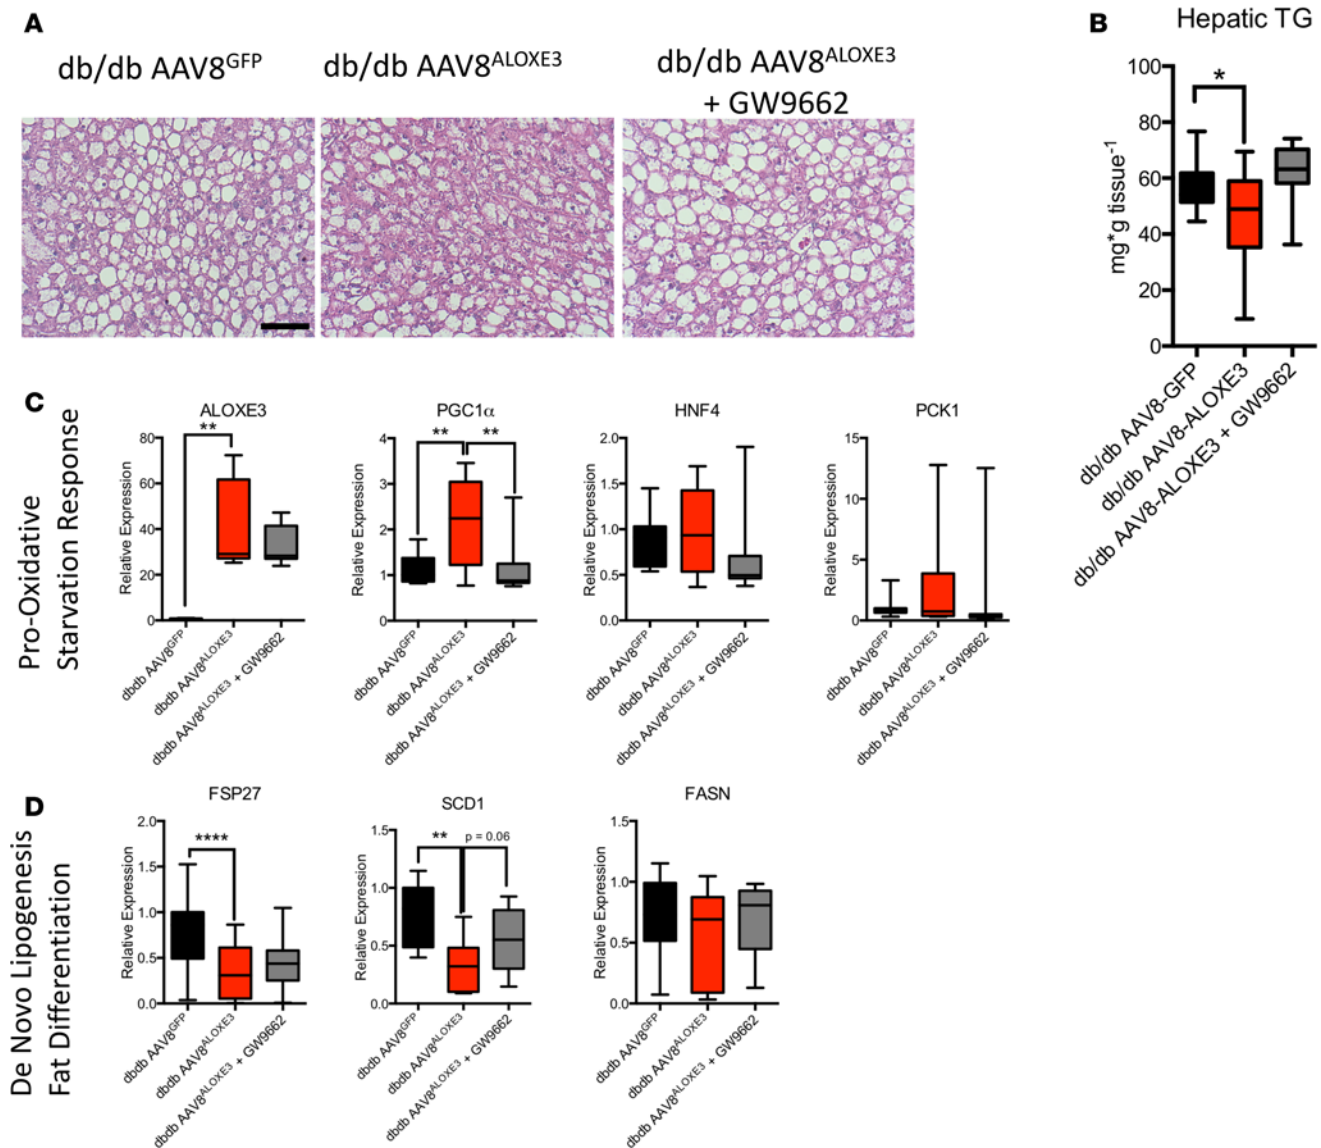 A
db/db AAV8GFP
db/db AAV8ALOXE3
db/db AAV8ALOXE3
+ GW9662
B
Hepatic TG
*
100
80
60
40
20
0
mg*g tissue-1
db/db AAV8-GFP
db/db AAV8-ALOXE3
db/db AAV8-ALOXE3 + GW9662
C
Pro-Oxidative
Starvation Response
ALOXE3
**
80
60
40
20
0
Relative Expression
dbdb AAV8GFP
dbdb AAV8ALOXE3
dbdb AAV8ALOXE3 + GW9662
PGC1α
** **
4
3
2
1
0
Relative Expression
dbdb AAV8GFP
dbdb AAV8ALOXE3
dbdb AAV8ALOXE3 + GW9662
HNF4
2.0
1.5
1.0
0.5
0.0
Relative Expression
dbdb AAV8GFP
dbdb AAV8ALOXE3
dbdb AAV8ALOXE3 + GW9662
PCK1
15
10
5
0
Relative Expression
dbdb AAV8GFP
dbdb AAV8ALOXE3
dbdb AAV8ALOXE3 + GW9662
D
De Novo Lipogenesis
Fat Differentiation
FSP27
****
2.0
1.5
1.0
0.5
0.0
Relative Expression
dbdb AAV8GFP
dbdb AAV8ALOXE3
dbdb AAV8ALOXE3 + GW9662
SCD1
** p = 0.06
1.5
1.0
0.5
0.0
Relative Expression
dbdb AAV8GFP
dbdb AAV8ALOXE3
dbdb AAV8ALOXE3 + GW9662
FASN
1.5
1.0
0.5
0.0
Relative Expression
dbdb AAV8GFP
dbdb AAV8ALOXE3
dbdb AAV8ALOXE3 + GW9662